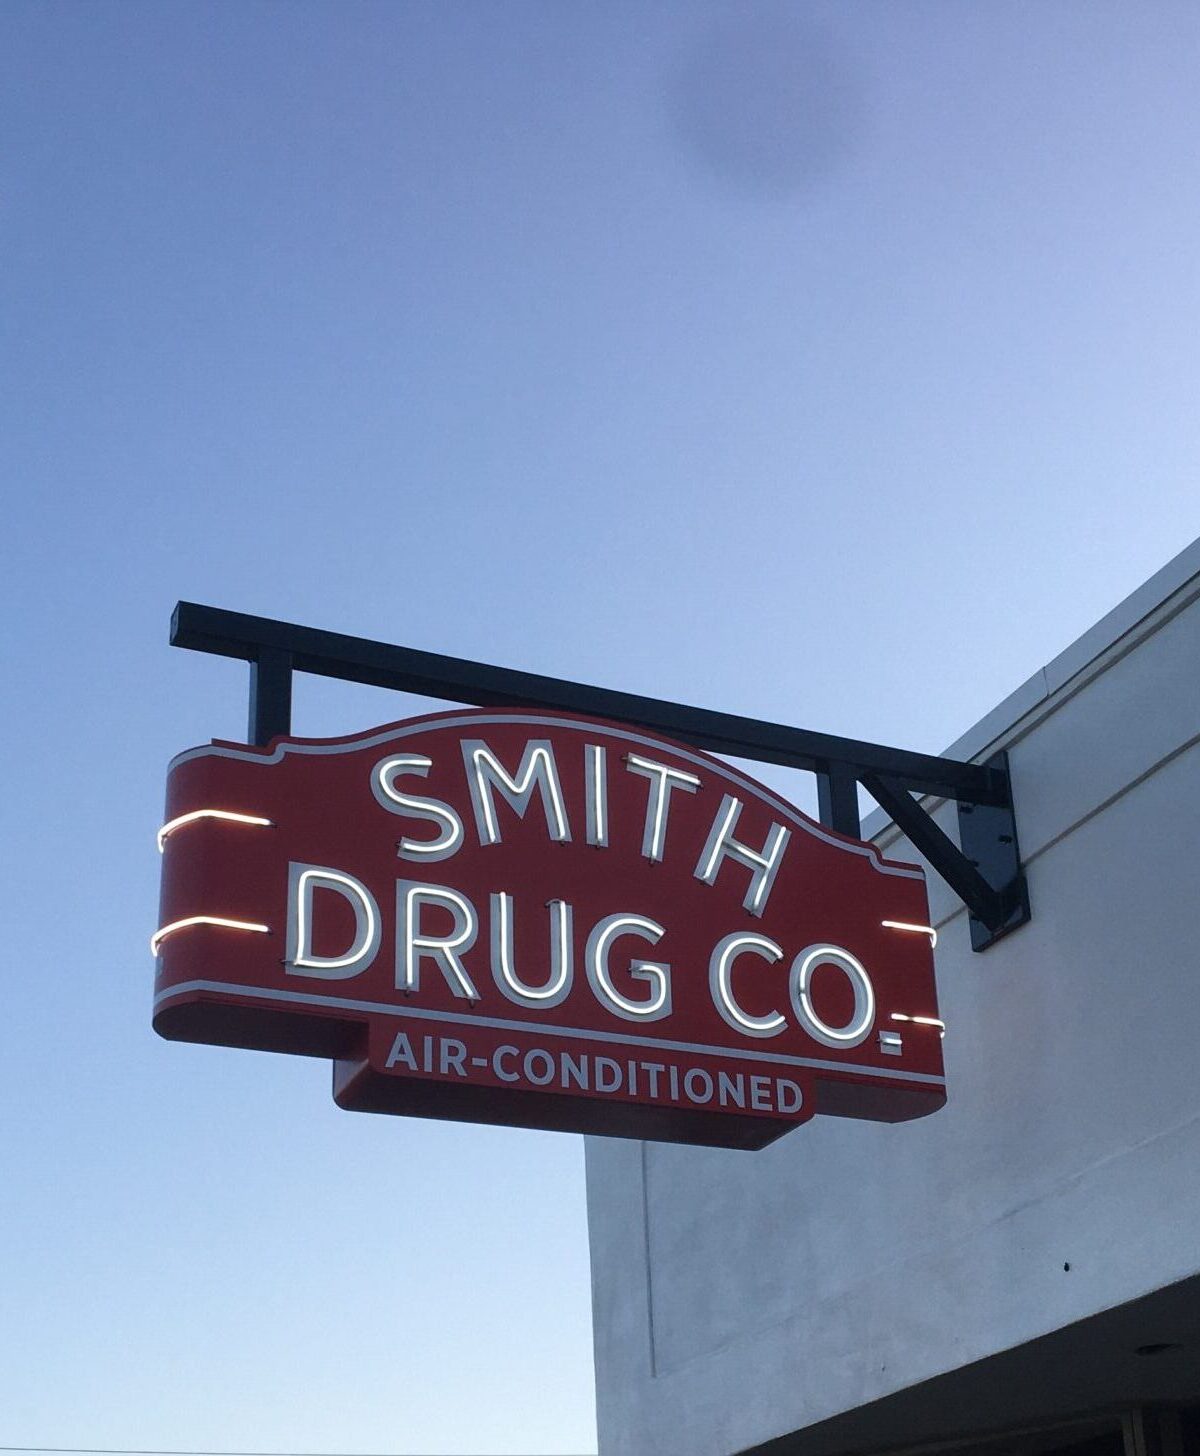 SMITH
DRUG CO.
AIR-CONDITIONED